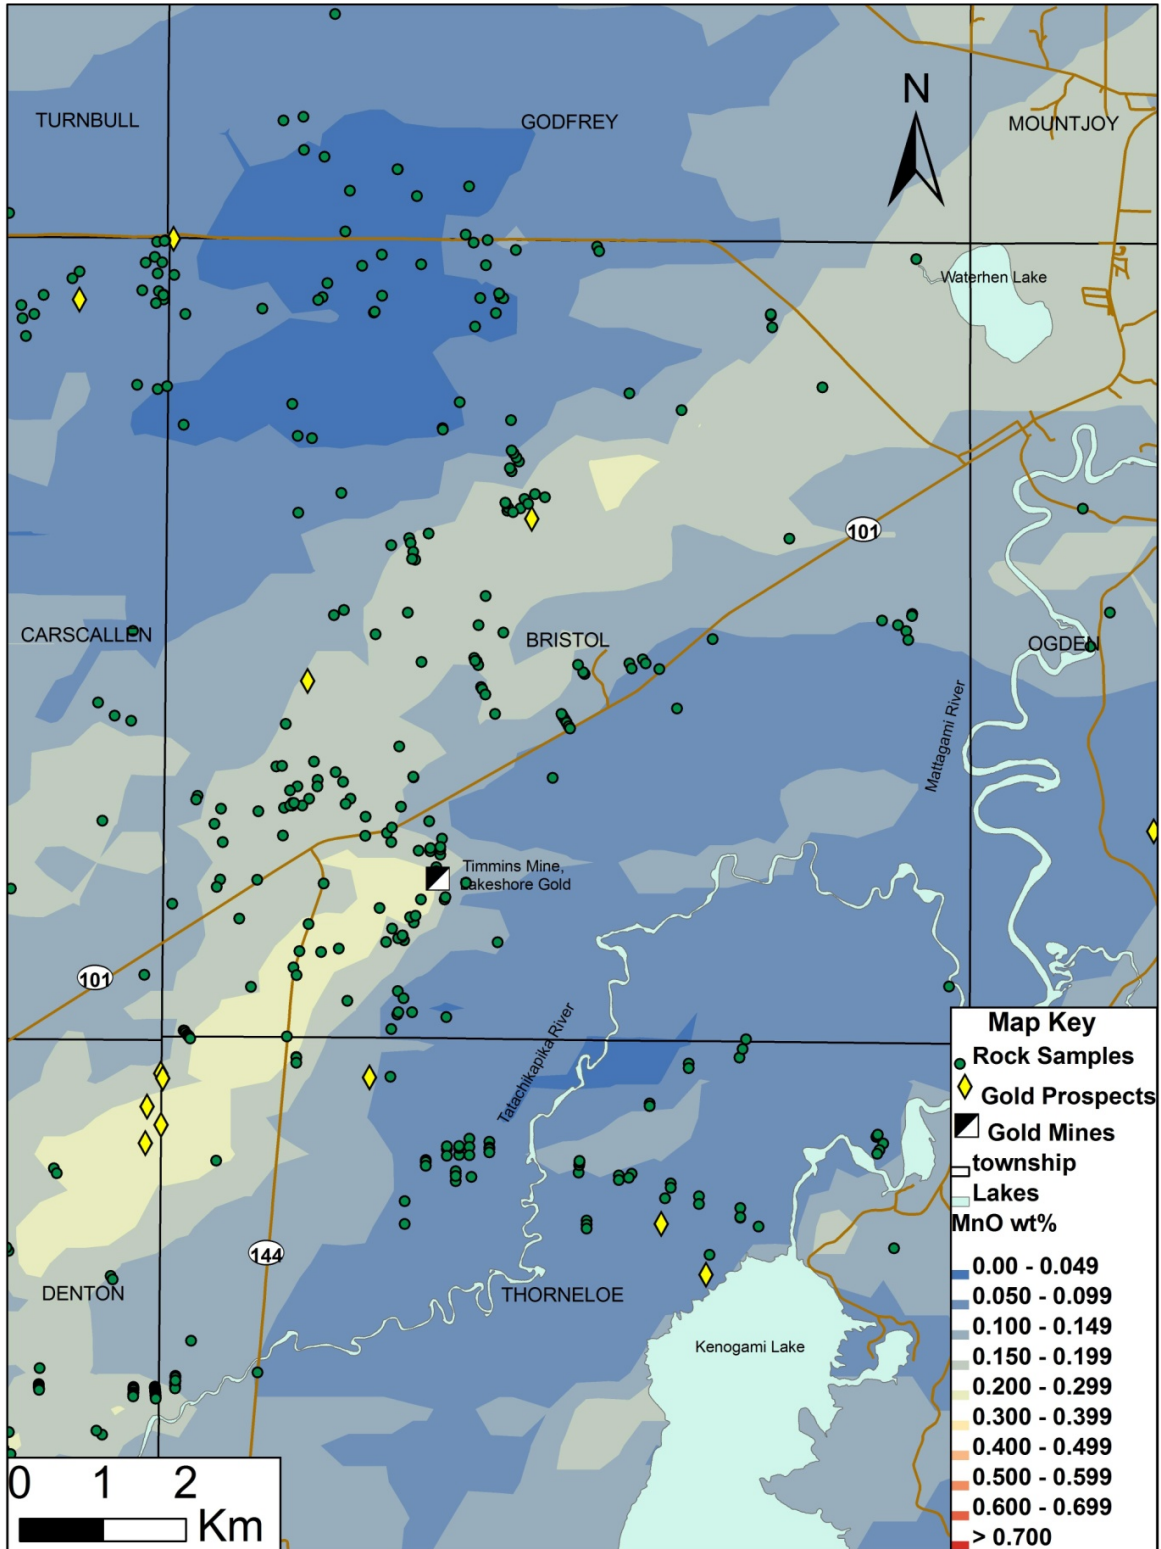 TURNBULL
GODFREY
MOUNTJOY
N
Waterhen Lake
101
CARSCALLEN
BRISTOL
OGDEN
Mattagami River
Timmins Mine,
Lakeshore Gold
101
Tatachikapika River
144
DENTON
THORNELOE
Kenogami Lake
Map Key
Rock Samples
Gold Prospects
Gold Mines
township
Lakes
MnO wt%
0.00 - 0.049
0.050 - 0.099
0.100 - 0.149
0.150 - 0.199
0.200 - 0.299
0.300 - 0.399
0.400 - 0.499
0.500 - 0.599
0.600 - 0.699
> 0.700
0 1 2
Km